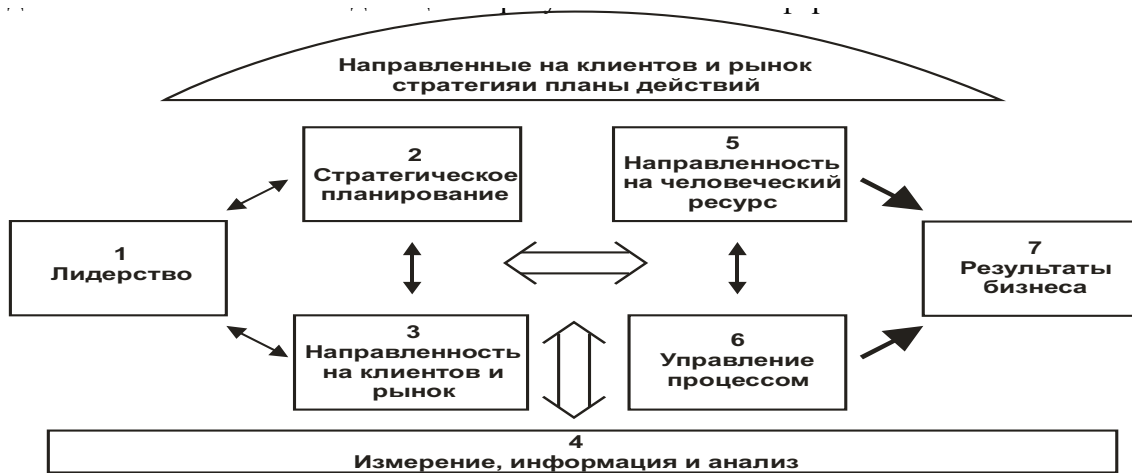 Направленные на клиентов и рынок
стратегияи планы действий
2
Стратегическое
планирование
5
Направленность
на человеческий
ресурс
1
Лидерство
7
Результаты
бизнеса
3
Направленность
на клиентов и
рынок
6
Управление
процессом
4
Измерение, информация и анализ